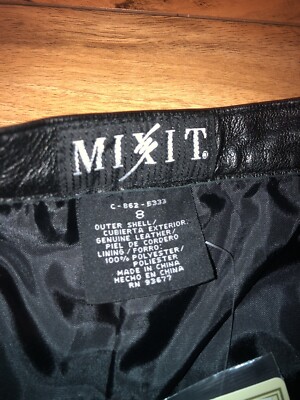 MIXIT®
C-862-B333
8
OUTER SHELL/
CUBIERTA EXTERIOR:
GENUINE LEATHER/
PIEL DE CORDERO
LINING/FORRO:
100% POLYESTER/
POLIESTER
MADE IN CHINA
HECHO EN CHINA
RN 93677